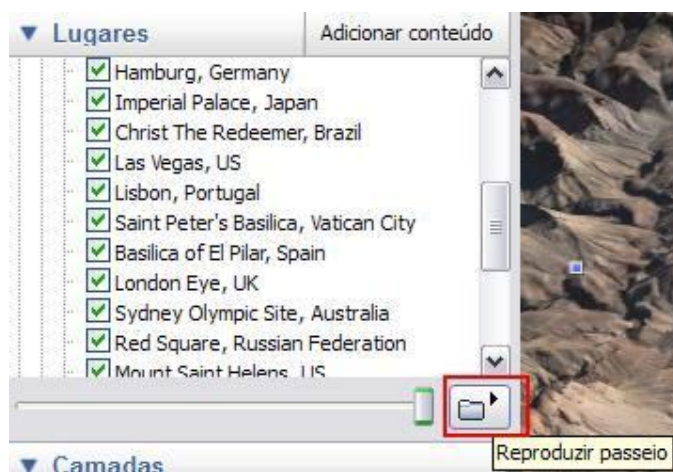 Lugares
Adicionar conteúdo
Hamburg, Germany
Imperial Palace, Japan
Christ The Redeemer, Brazil
Las Vegas, US
Lisbon, Portugal
Saint Peter's Basilica, Vatican City
Basilica of El Pilar, Spain
London Eye, UK
Sydney Olympic Site, Australia
Red Square, Russian Federation
Mount Saint Helens, US
Reproduzir passeio
Camadas